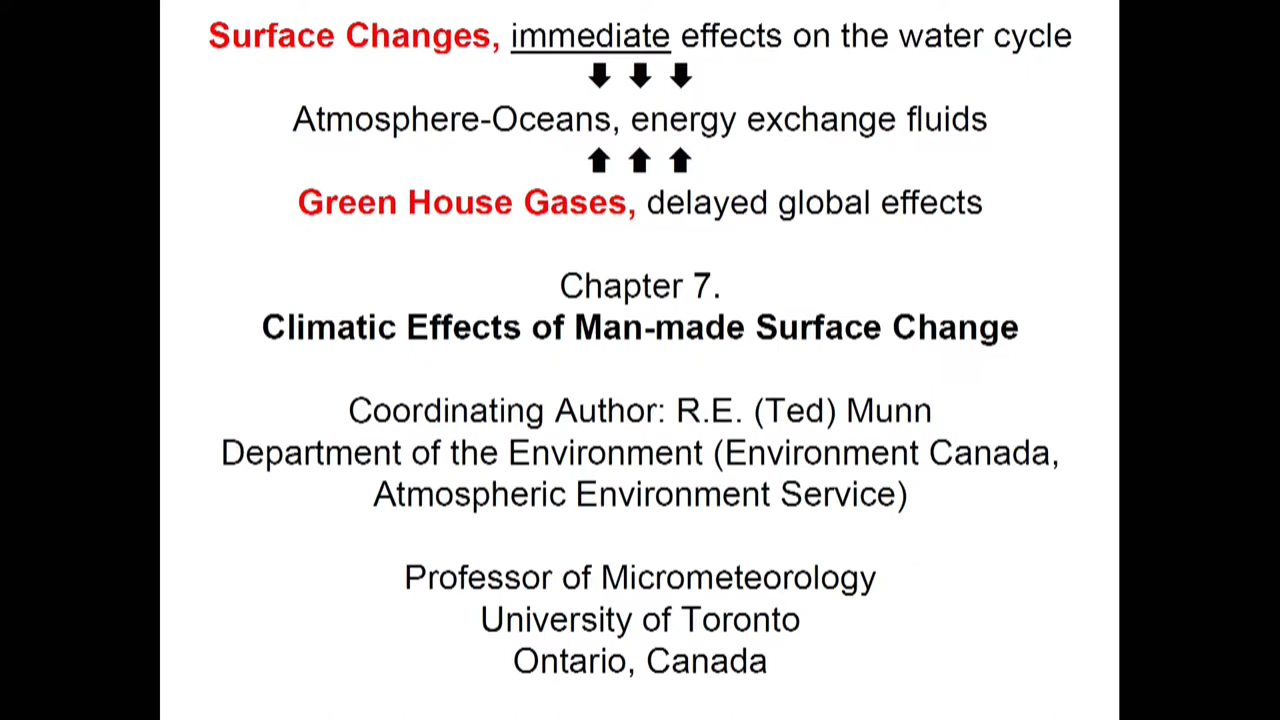 Surface Changes, immediate effects on the water cycle
Atmosphere-Oceans, energy exchange fluids
Green House Gases, delayed global effects
Chapter 7.
Climatic Effects of Man-made Surface Change
Coordinating Author: R.E. (Ted) Munn
Department of the Environment (Environment Canada,
Atmospheric Environment Service)
Professor of Micrometeorology
University of Toronto
Ontario, Canada